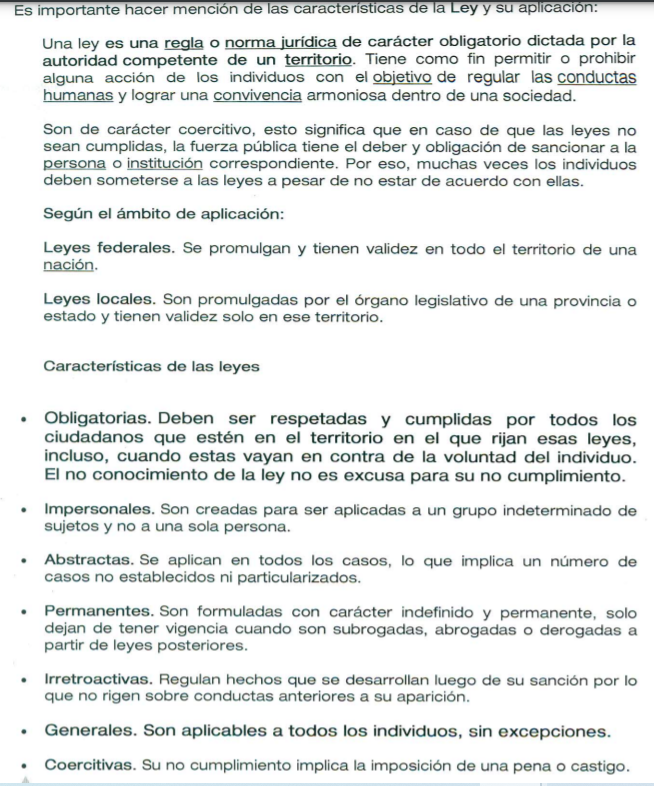 Es importante hacer mención de las características de la Ley y su aplicación:
Una ley es una regla o norma jurídica de carácter obligatorio dictada por la
autoridad competente de un territorio. Tiene como fin permitir o prohibir
alguna acción de los individuos con el objetivo de regular las conductas
humanas y lograr una convivencia armoniosa dentro de una sociedad.
Son de carácter coercitivo, esto significa que en caso de que las leyes no
sean cumplidas, la fuerza pública tiene el deber y obligación de sancionar a la
persona o institución correspondiente. Por eso, muchas veces los individuos
deben someterse a las leyes a pesar de no estar de acuerdo con ellas.
Según el ámbito de aplicación:
Leyes federales. Se promulgan y tienen validez en todo el territorio de una
nación.
Leyes locales. Son promulgadas por el órgano legislativo de una provincia o
estado y tienen validez solo en ese territorio.
Características de las leyes
• Obligatorias. Deben ser respetadas y cumplidas por todos los
ciudadanos que estén en el territorio en el que rijan esas leyes,
incluso, cuando estas vayan en contra de la voluntad del individuo.
El no conocimiento de la ley no es excusa para su no cumplimiento.
• Impersonales. Son creadas para ser aplicadas a un grupo indeterminado de
sujetos y no a una sola persona.
• Abstractas. Se aplican en todos los casos, lo que implica un número de
casos no establecidos ni particularizados.
• Permanentes. Son formuladas con carácter indefinido y permanente, solo
dejan de tener vigencia cuando son subrogadas, abrogadas o derogadas a
partir de leyes posteriores.
• Irretroactivas. Regulan hechos que se desarrollan luego de su sanción por lo
que no rigen sobre conductas anteriores a su aparición.
• Generales. Son aplicables a todos los individuos, sin excepciones.
• Coercitivas. Su no cumplimiento implica la imposición de una pena o castigo.